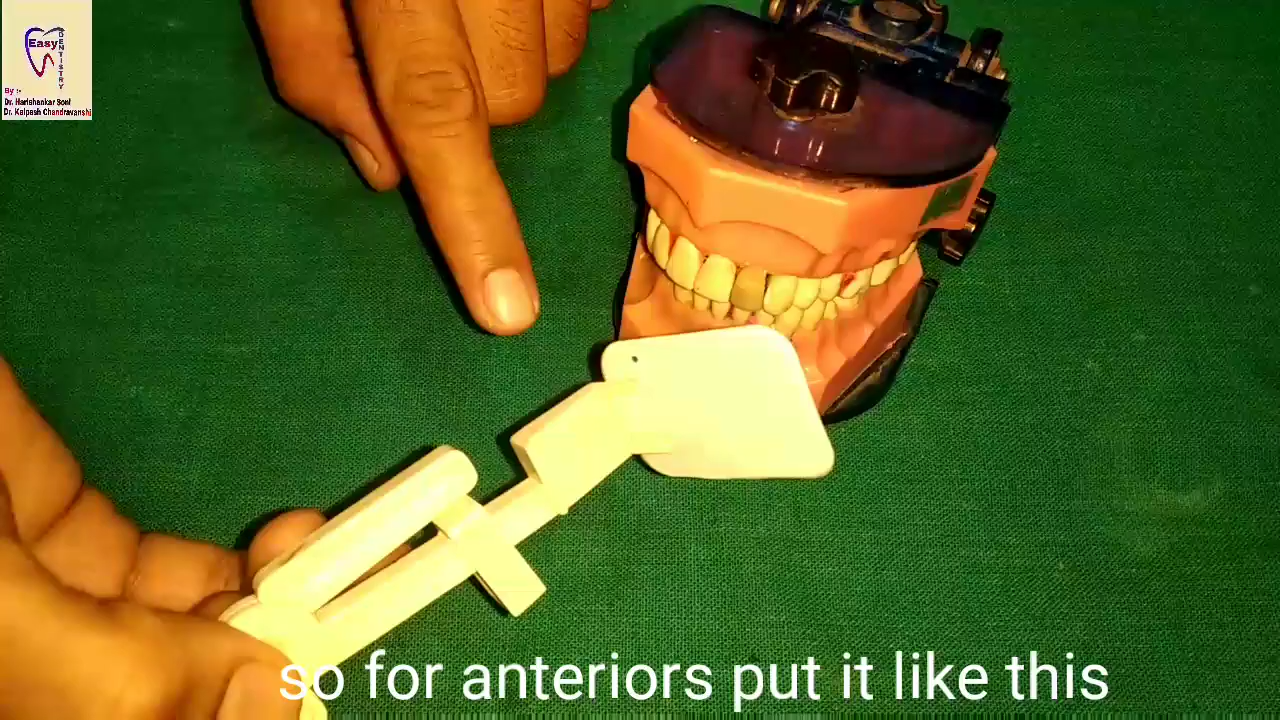 Easy
DENTISTRY
By :-
Dr. Harishankar Soni
Dr. Kalpesh Chandravanshi
so for anteriors put it like this